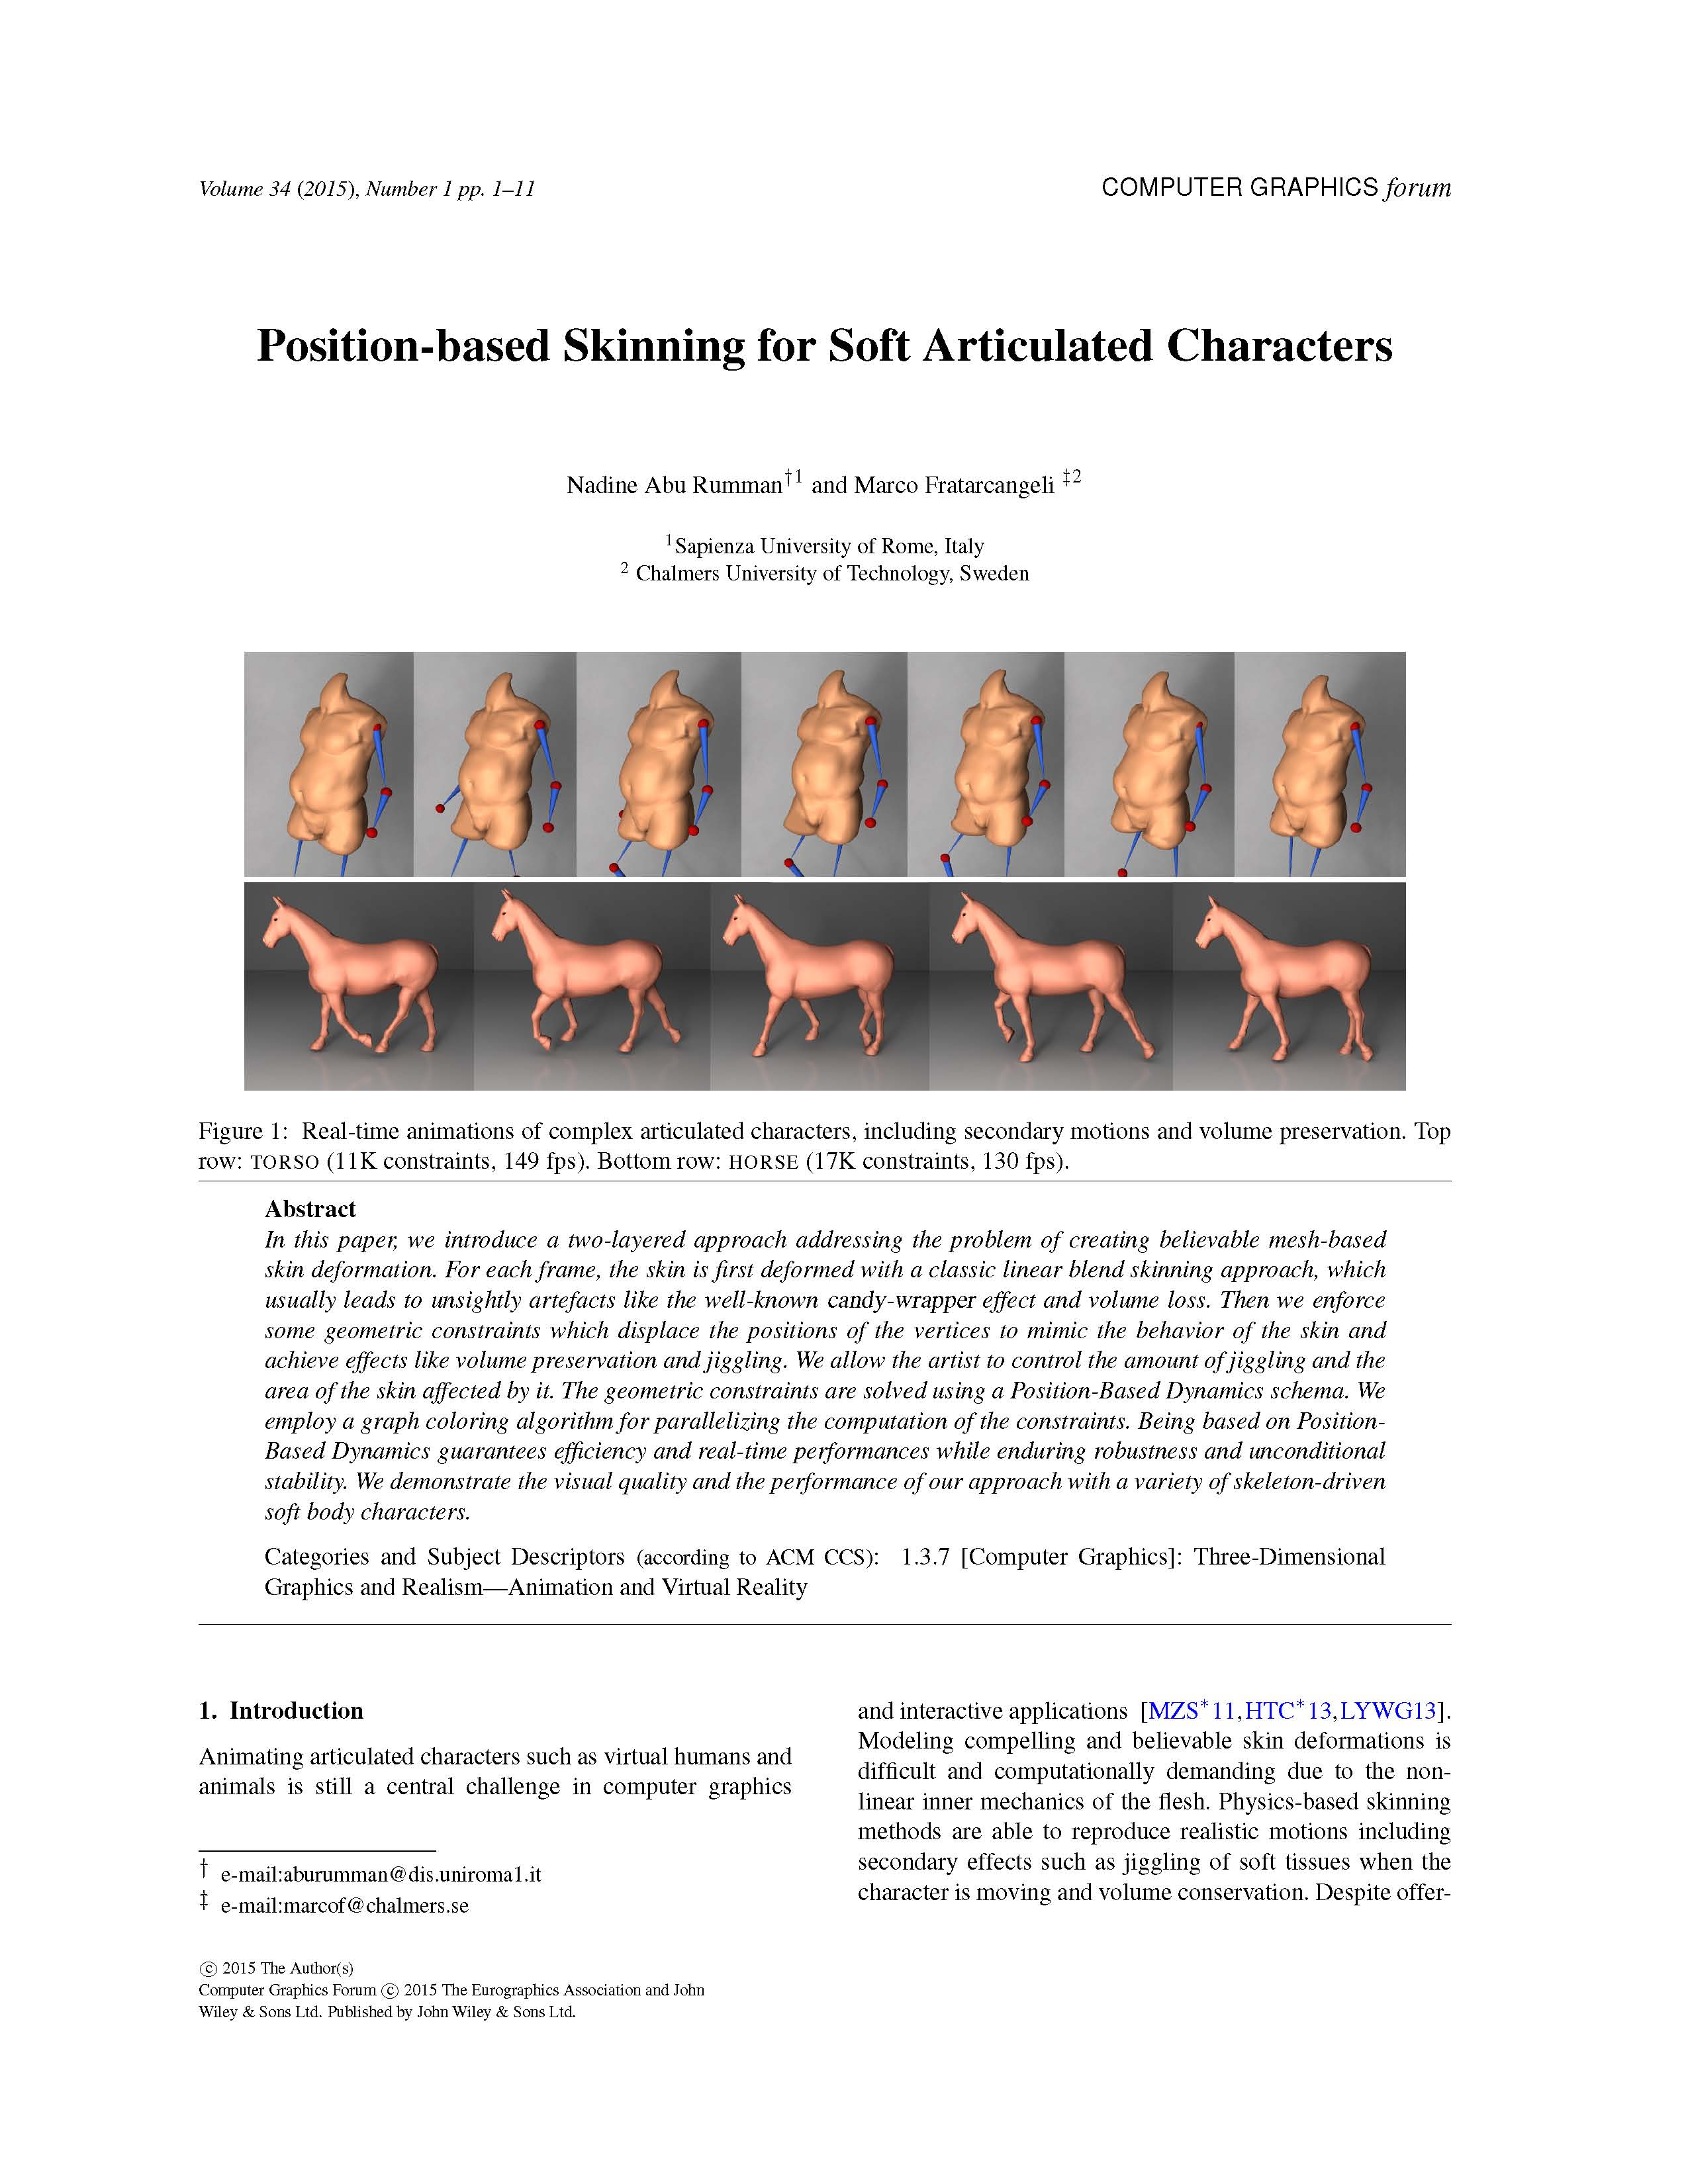 Volume 34 (2015), Number 1 pp. 1–11
COMPUTER GRAPHICS forum
Position-based Skinning for Soft Articulated Characters
Nadine Abu Rumman†1 and Marco Fratarcangeli ‡2
1Sapienza University of Rome, Italy
2 Chalmers University of Technology, Sweden
Figure 1: Real-time animations of complex articulated characters, including secondary motions and volume preservation. Top
row: TORSO (11K constraints, 149 fps). Bottom row: HORSE (17K constraints, 130 fps).
Abstract
In this paper, we introduce a two-layered approach addressing the problem of creating believable mesh-based
skin deformation. For each frame, the skin is first deformed with a classic linear blend skinning approach, which
usually leads to unsightly artefacts like the well-known candy-wrapper effect and volume loss. Then we enforce
some geometric constraints which displace the positions of the vertices to mimic the behavior of the skin and
achieve effects like volume preservation and jiggling. We allow the artist to control the amount of jiggling and the
area of the skin affected by it. The geometric constraints are solved using a Position-Based Dynamics schema. We
employ a graph coloring algorithm for parallelizing the computation of the constraints. Being based on Position-
Based Dynamics guarantees efficiency and real-time performances while enduring robustness and unconditional
stability. We demonstrate the visual quality and the performance of our approach with a variety of skeleton-driven
soft body characters.
Categories and Subject Descriptors (according to ACM CCS): 1.3.7 [Computer Graphics]: Three-Dimensional
Graphics and Realism—Animation and Virtual Reality
1. Introduction
Animating articulated characters such as virtual humans and
animals is still a central challenge in computer graphics
† e-mail:aburumman@dis.uniroma1.it
‡ e-mail:marcof@chalmers.se
and interactive applications [MZS*11,HTC*13,LYWG13].
Modeling compelling and believable skin deformations is
difficult and computationally demanding due to the non-
linear inner mechanics of the flesh. Physics-based skinning
methods are able to reproduce realistic motions including
secondary effects such as jiggling of soft tissues when the
character is moving and volume conservation. Despite offer-
© 2015 The Author(s)
Computer Graphics Forum © 2015 The Eurographics Association and John
Wiley & Sons Ltd. Published by John Wiley & Sons Ltd.